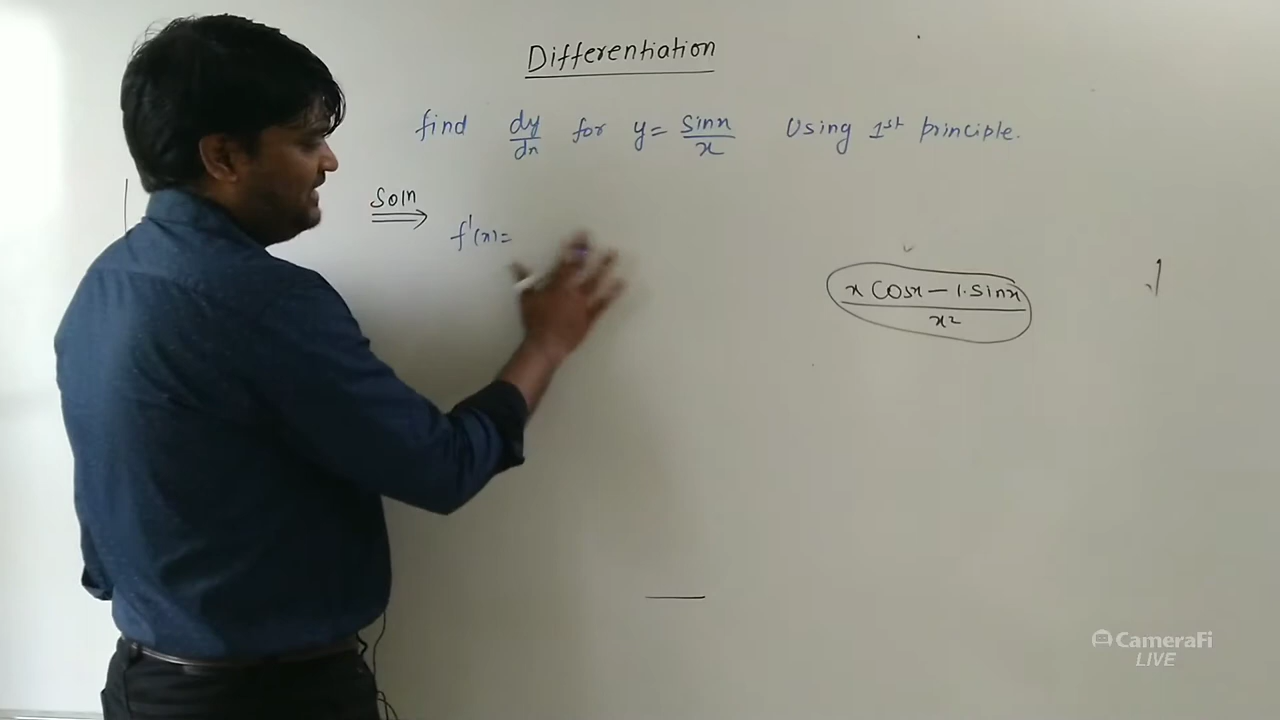 Differentiation
find dy/dx for y = sinx/x Using 1st principle.
Soln
f'(x)=
x Cosx - 1. Sinx
x2
CameraFi
LIVE